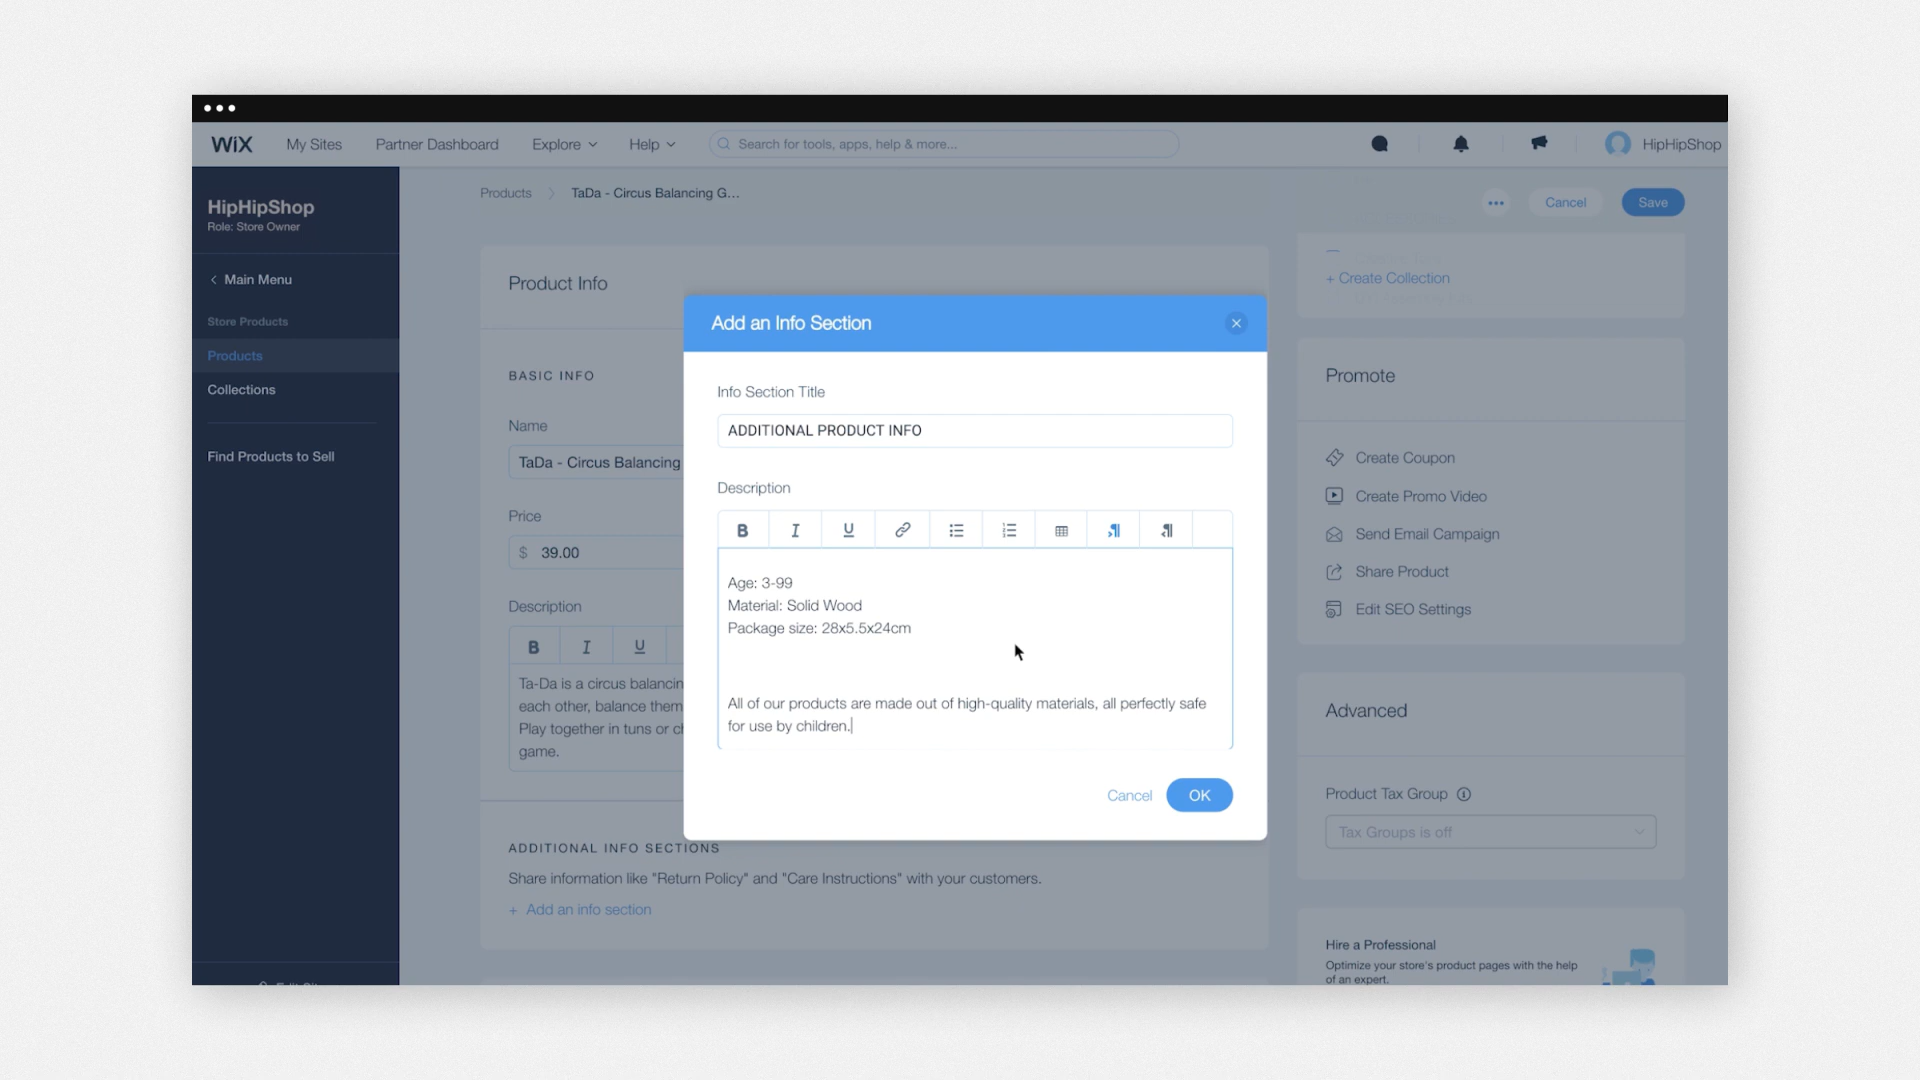 WiX
My Sites
Partner Dashboard
Explore
Help
Search for tools, apps, help & more...
HipHipShop
HipHipShop
Role: Store Owner
Main Menu
Store Products
Products
Collections
Find Products to Sell
Products
TaDa - Circus Balancing G...
Cancel
Save
Product Info
BASIC INFO
Name
TaDa - Circus Balancing
Price
$ 39.00
Description
B I U
Ta-Da is a circus balancin
each other, balance them
Play together in tuns or
game.
ADDITIONAL INFO SECTIONS
Share information like "Return Policy" and "Care Instructions" with your customers.
+ Add an info section
Add an Info Section
Info Section Title
ADDITIONAL PRODUCT INFO
Description
B I U
Age: 3-99
Material: Solid Wood
Package size: 28x5.5x24cm
All of our products are made out of high-quality materials, all perfectly safe
for use by children.
Cancel
OK
+ Create Collection
Promote
Create Coupon
Create Promo Video
Send Email Campaign
Share Product
Edit SEO Settings
Advanced
Product Tax Group
Tax Groups is off
Hire a Professional
Optimize your store's product pages with the help
of an expert.